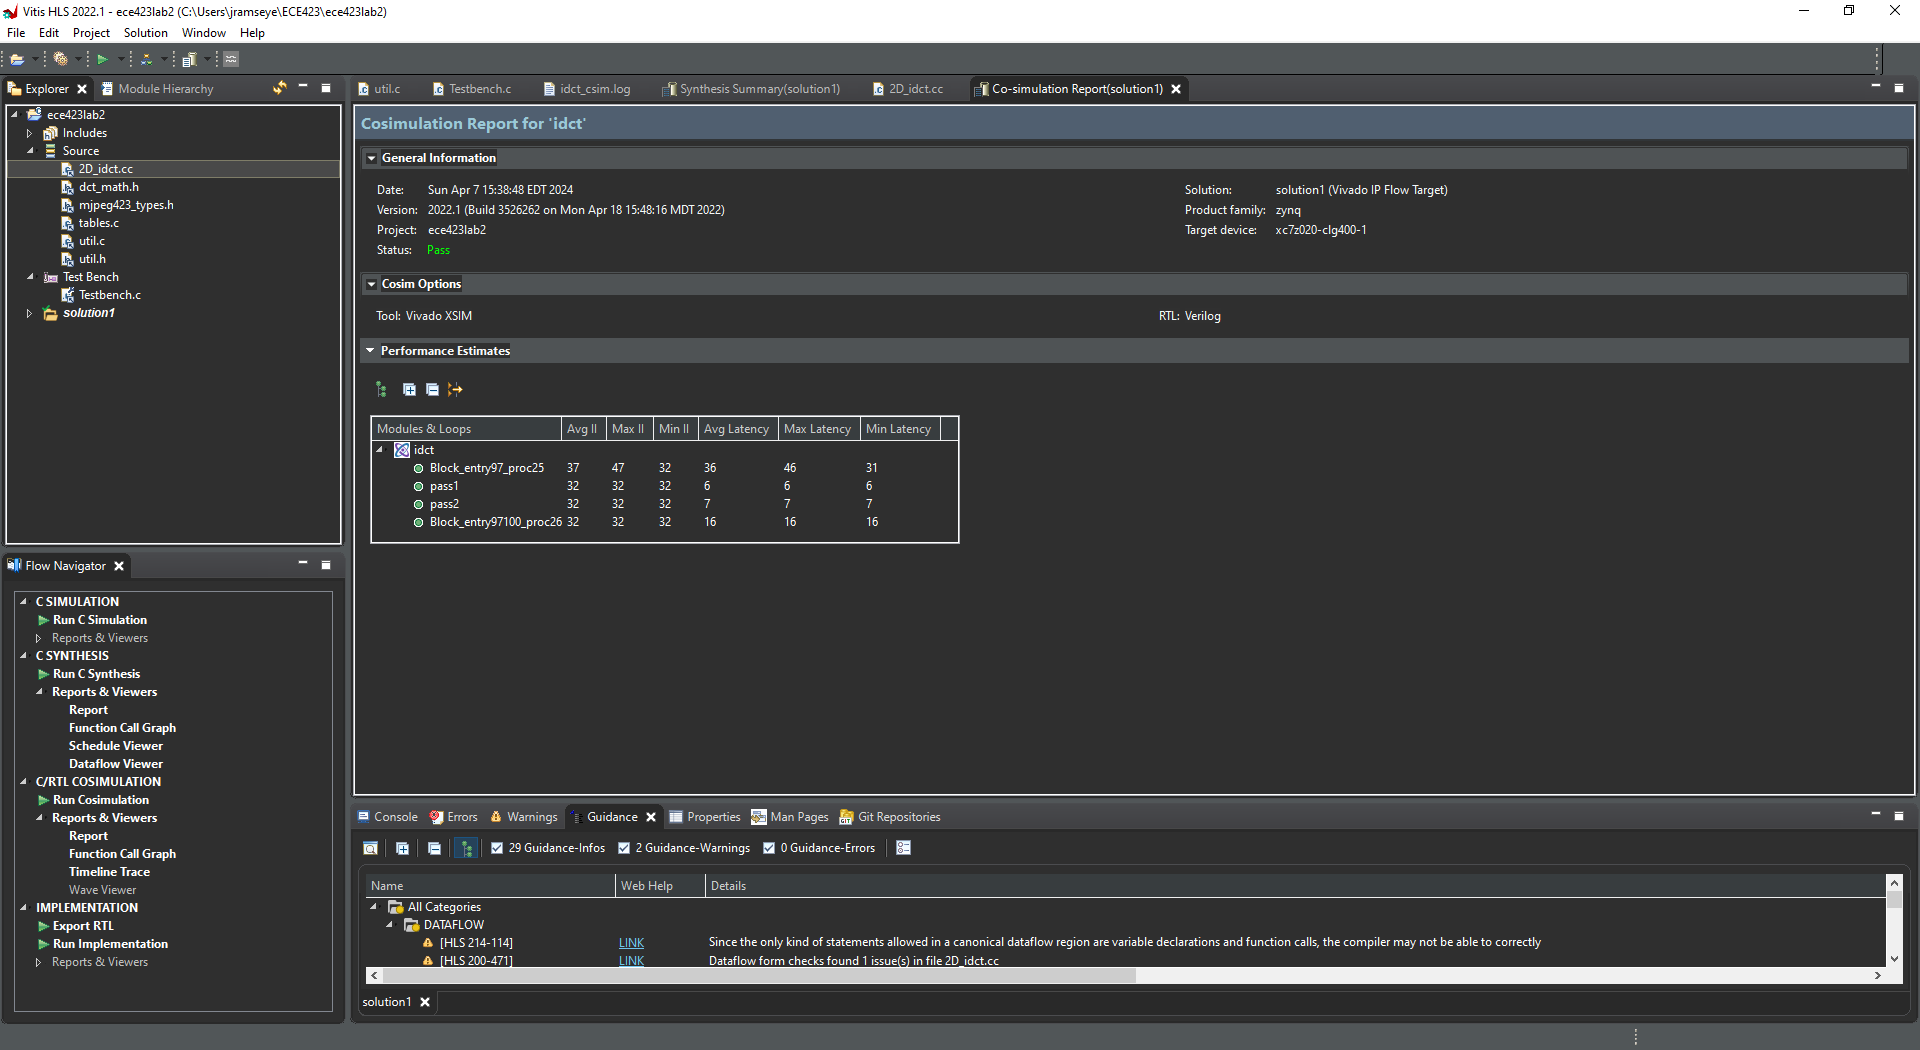 Vitis HLS 2022.1 - ece423lab2 (C:\Users\jramseye\ECE423\ece423lab2)
File Edit Project Solution Window Help
Explorer Module Hierarchy
ece423lab2
Includes
Source
2D_idct.cc
dct_math.h
mjpeg423_types.h
tables.c
util.c
util.h
Test Bench
Testbench.c
solution1
Flow Navigator
C SIMULATION
Run C Simulation
Reports & Viewers
C SYNTHESIS
Run C Synthesis
Reports & Viewers
Report
Function Call Graph
Schedule Viewer
Dataflow Viewer
C/RTL COSIMULATION
Run Cosimulation
Reports & Viewers
Report
Function Call Graph
Timeline Trace
Wave Viewer
IMPLEMENTATION
Export RTL
Run Implementation
Reports & Viewers
util.c Testbench.c idct_csim.log Synthesis Summary(solution1) 2D_idct.cc Co-simulation Report(solution1)
Cosimulation Report for 'idct'
General Information
Date: Sun Apr 7 15:38:48 EDT 2024 Solution: solution1 (Vivado IP Flow Target)
Version: 2022.1 (Build 3526262 on Mon Apr 18 15:48:16 MDT 2022) Product family: zynq
Project: ece423lab2 Target device: xc7z020-clg400-1
Status: Pass
Cosim Options
Tool: Vivado XSIM RTL: Verilog
Performance Estimates
Modules & Loops Avg II Max II Min II Avg Latency Max Latency Min Latency
idct
Block_entry97_proc25 37 47 32 36 46 31
pass1 32 32 32 6 6 6
pass2 32 32 32 7 7 7
Block_entry97100_proc26 32 32 32 16 16 16
Console Errors Warnings Guidance Properties Man Pages Git Repositories
29 Guidance-Infos 2 Guidance-Warnings 0 Guidance-Errors
Name Web Help Details
All Categories
DATAFLOW
[HLS 214-114] LINK Since the only kind of statements allowed in a canonical dataflow region are variable declarations and function calls, the compiler may not be able to correctly
[HLS 200-471] LINK Dataflow form checks found 1 issue(s) in file 2D_idct.cc
solution1